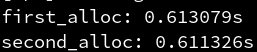 first_alloc: 0.613079s
second_alloc: 0.611326s